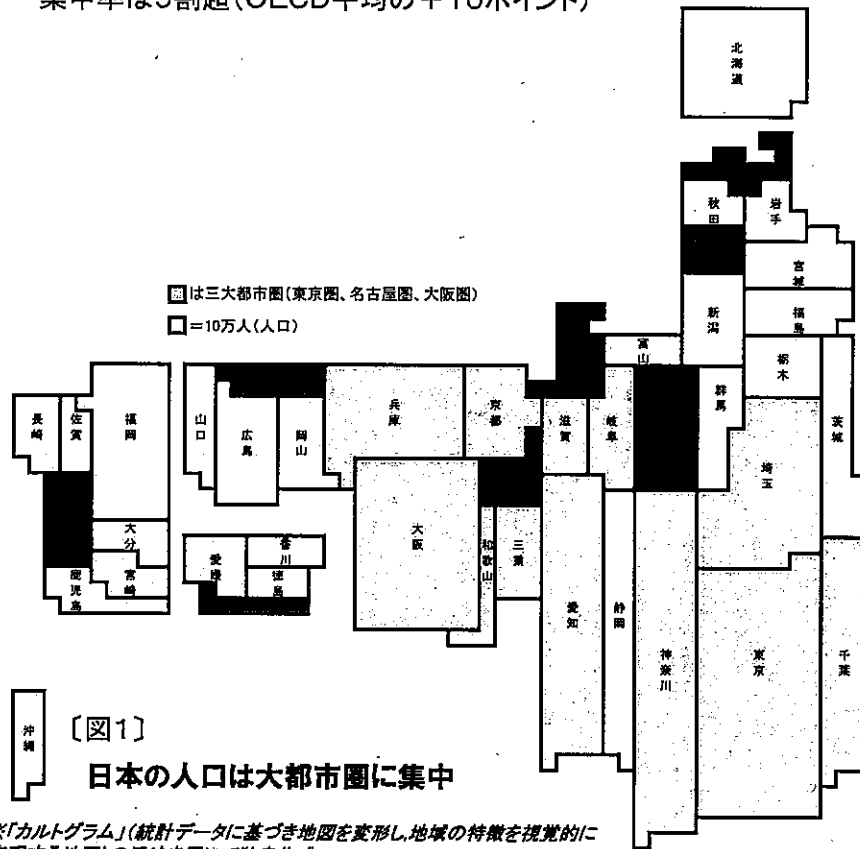 集中率は5割超(OECD平均の+10ポイント)
北海道
秋田
岩手
宮城
福島
新潟
富山
栃木
群馬
茨城
埼玉
東京
千葉
神奈川
静岡
愛知
岐阜
滋賀
三重
和歌山
京都
大阪
兵庫
岡山
広島
山口
香川
徳島
愛媛
福岡
佐賀
長崎
大分
宮崎
鹿児島
沖縄
は三大都市圏(東京圏、名古屋圏、大阪圏)
=10万人(人口)
〔図1〕
日本の人口は大都市圏に集中
※「カルトグラム」(統計データに基づき地図を変形し、地域の特徴を視覚的に